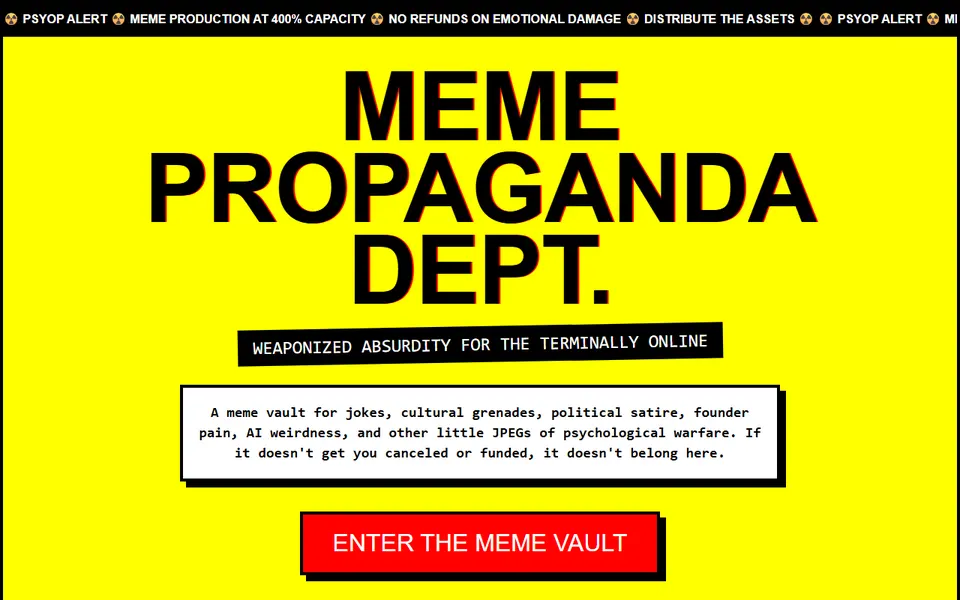 ☢ PSYOP ALERT ☢ MEME PRODUCTION AT 400% CAPACITY ☢ NO REFUNDS ON EMOTIONAL DAMAGE ☢ DISTRIBUTE THE ASSETS ☢ ☢ PSYOP ALERT ☢
MEME
PROPAGANDA
DEPT.
WEAPONIZED ABSURDITY FOR THE TERMINALLY ONLINE
A meme vault for jokes, cultural grenades, political satire, founder
pain, AI weirdness, and other little JPEGs of psychological warfare. If
it doesn't get you canceled or funded, it doesn't belong here.
ENTER THE MEME VAULT